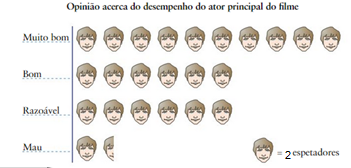 Opinião acerca do desempenho do ator principal do filme
Muito bom
Bom
Razoável
Mau
= 2 espetadores